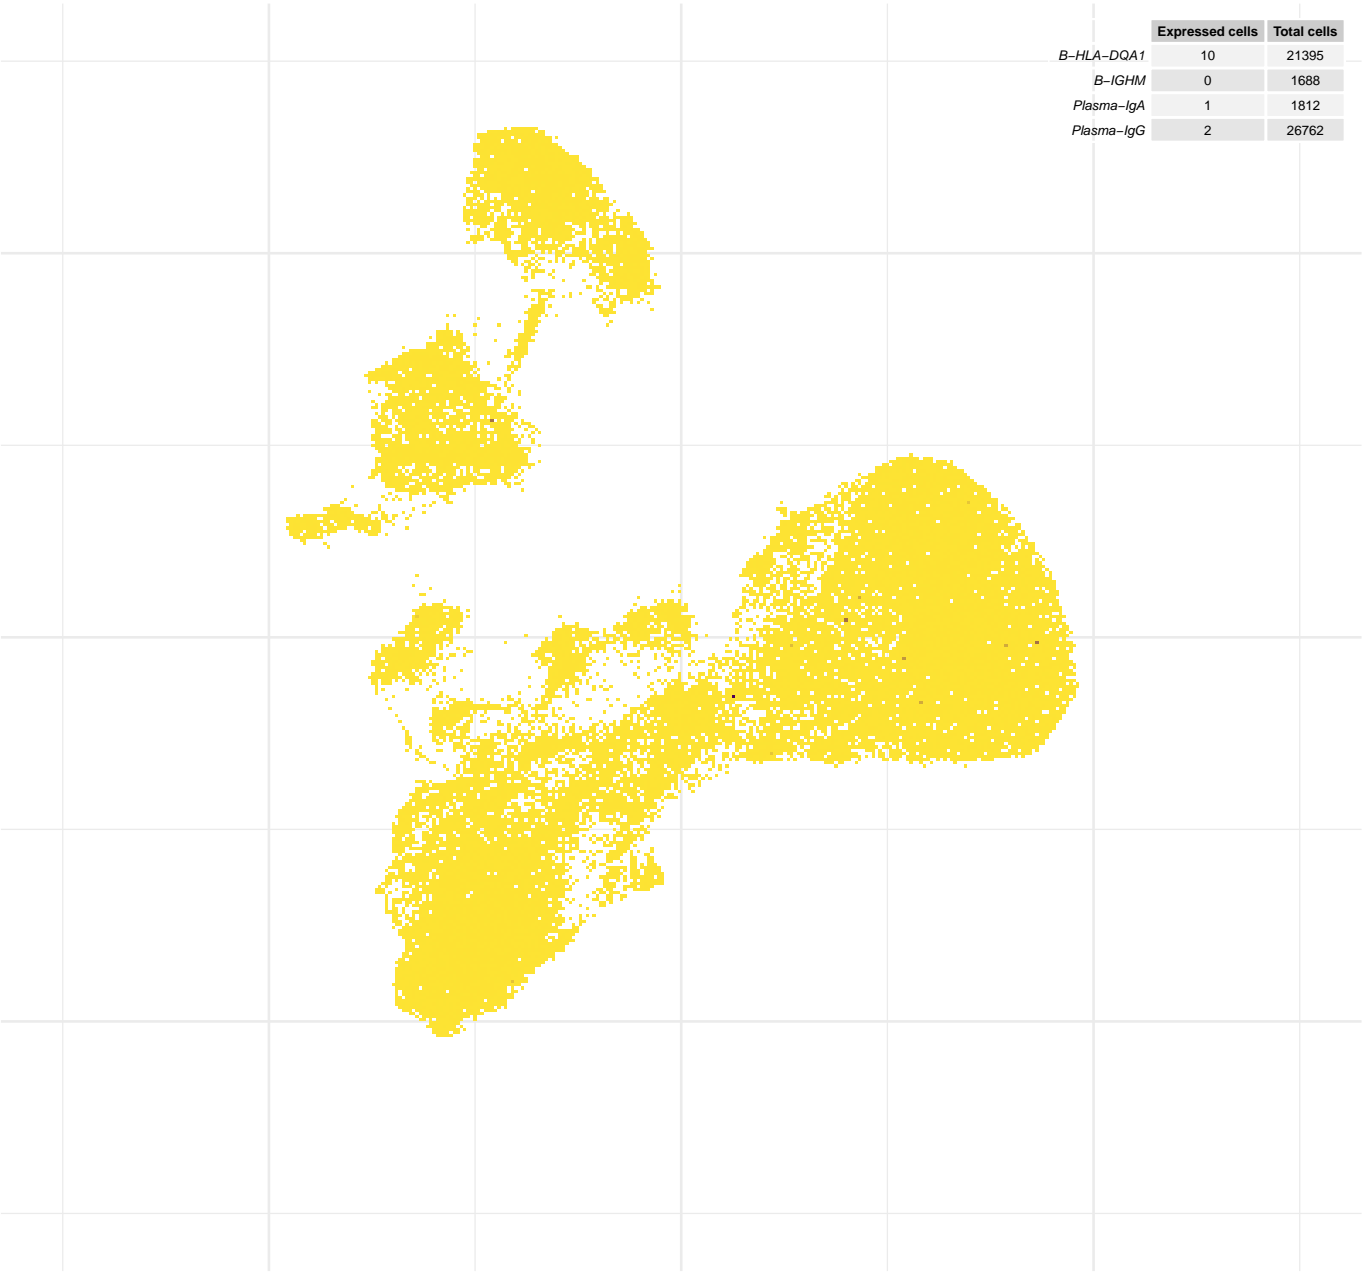 Expressed cells Total cells
B−HLA−DQA1 10 21395
B−IGHM 0 1688
Plasma−IgA 1 1812
Plasma−IgG 2 26762